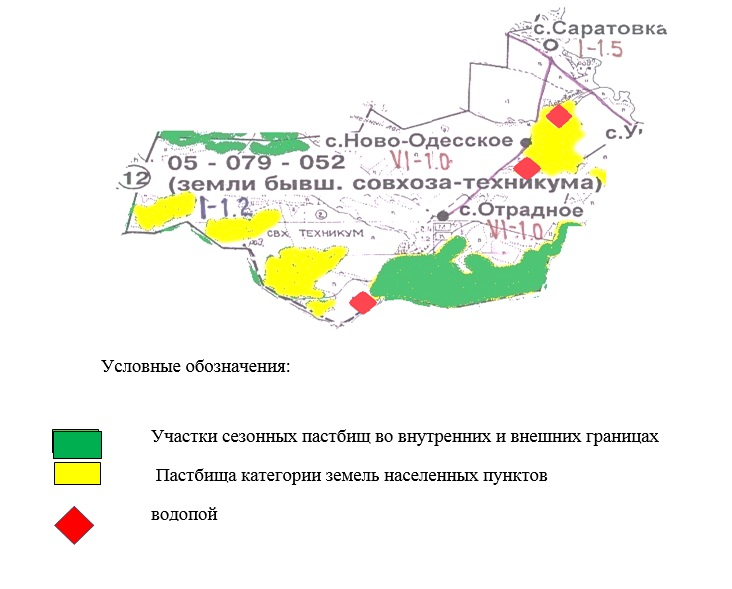 с.Саратовка
I-1.5
с.У
с.Ново-Одесское
VI-1.0
05 - 079 - 052
12
(земли бывш. совхоза-техникума)
I-1.2
с.Отрадное
VI-1.0
СВХ. ТЕХНИКУМ
Условные обозначения:
Участки сезонных пастбищ во внутренних и внешних границах
Пастбища категории земель населенных пунктов
водопой